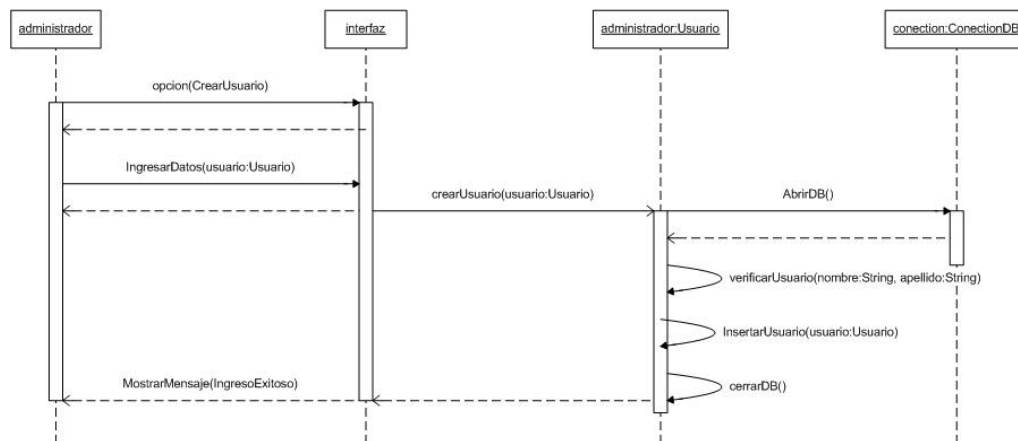 administrador
interfaz
administrador:Usuario
conection:ConectionDB
opcion(CrearUsuario)
IngresarDatos(usuario:Usuario)
crearUsuario(usuario:Usuario)
AbrirDB()
verificarUsuario(nombre:String, apellido:String)
InsertarUsuario(usuario:Usuario)
MostrarMensaje(IngresoExitoso)
cerrarDB()